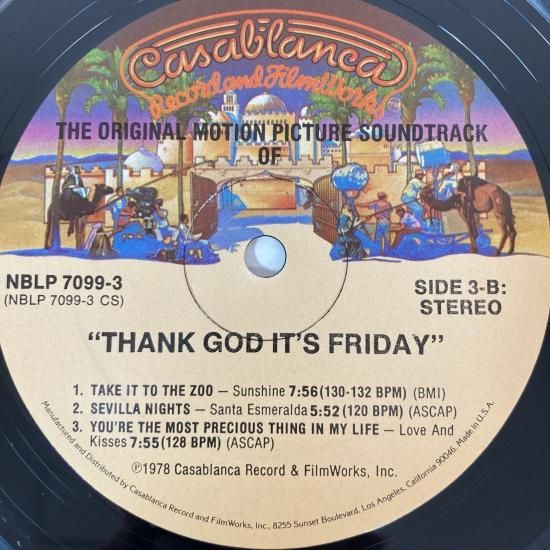 Casablanca
Record and FilmWorks
TM
THE ORIGINAL MOTION PICTURE SOUNDTRACK
OF
NBLP 7099-3
(NBLP 7099-3 CS)
SIDE 3-B:
STEREO
"THANK GOD IT'S FRIDAY"
1. TAKE IT TO THE ZOO — Sunshine 7:56 (130-132 BPM) (BMI)
2. SEVILLA NIGHTS — Santa Esmeralda 5:52 (120 BPM) (ASCAP)
3. YOU'RE THE MOST PRECIOUS THING IN MY LIFE — Love And
Kisses 7:55 (128 BPM) (ASCAP)
℗1978 Casablanca Record & FilmWorks, Inc.
Manufactured and Distributed by Casablanca Record and FilmWorks, Inc., 8255 Sunset Boulevard, Los Angeles, California 90046. Made in U.S.A.